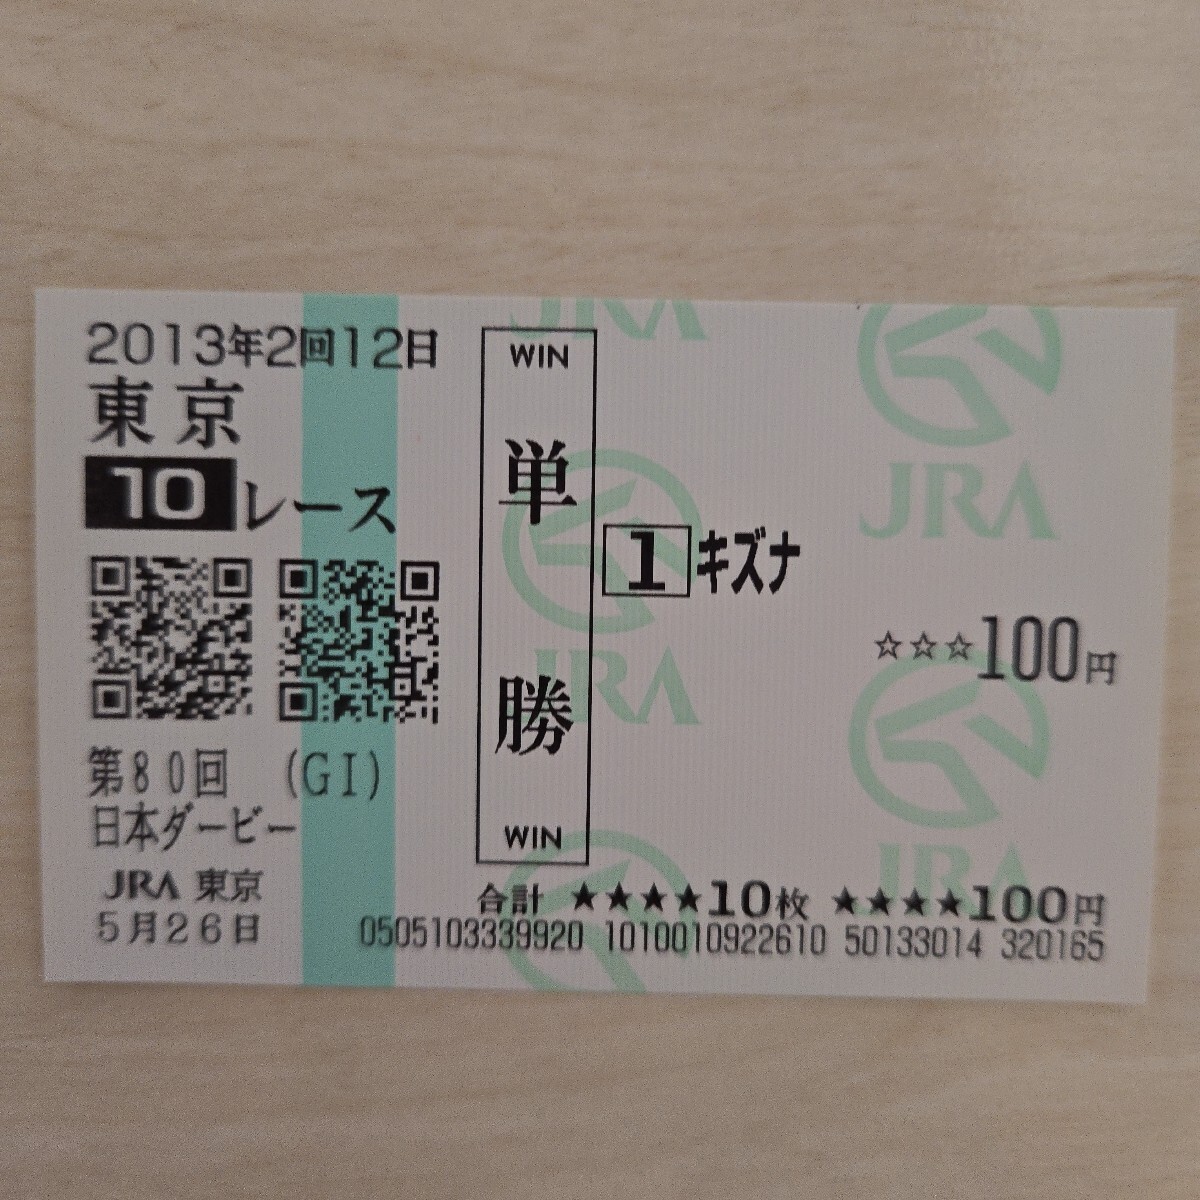 2013年2回12日
東京
10レース
第80回 (GI)
日本ダービー
JRA 東京
5月26日
WIN
単勝
WIN
1 キズナ
☆☆☆100円
合計 ★★★★10枚 ★★★★100円
0505103339920 1010010922610 50133014 320165
JRA
JRA
JRA
JRA